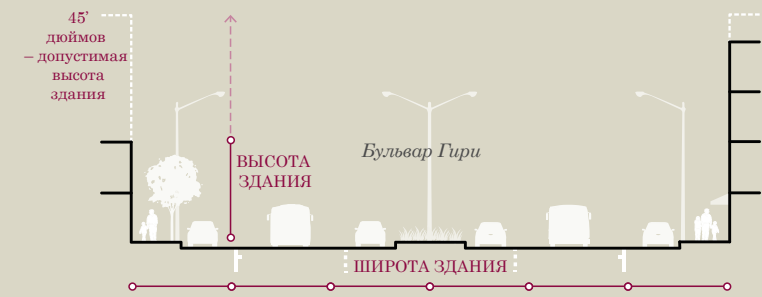 45’
дюймов
– допустимая
высота
здания
ВЫСОТА
ЗДАНИЯ
Бульвар Гири
ШИРОТА ЗДАНИЯ